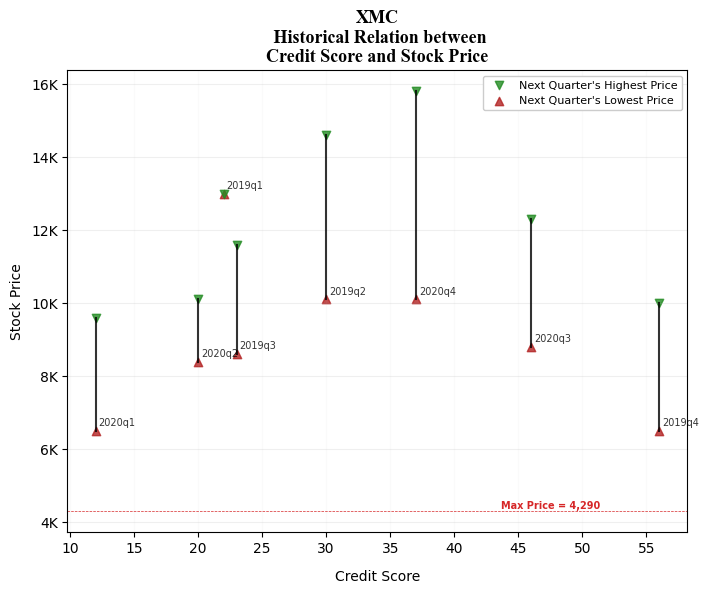 XMC
Historical Relation between
Credit Score and Stock Price
Next Quarter's Highest Price
Next Quarter's Lowest Price
16K
14K
12K
10K
8K
6K
4K
Stock Price
2019q1
2019q2
2020q4
2020q3
2019q3
2020q2
2020q1
2019q4
Max Price = 4,290
10
15
20
25
30
35
40
45
50
55
Credit Score